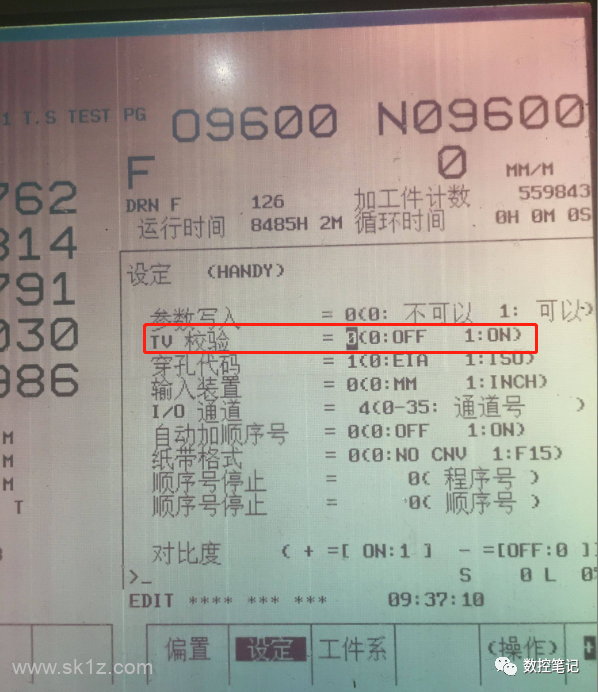 1 T.S TEST PG
O9600 N09600
F 0 MM/M
DRN F 126 加工件计数 559843
运行时间 8485H 2M 循环时间 0H 0M 0S
762
814
791
030
986
M
M
M
T
设定 (HANDY)
参数写入 = 0(0: 不可以 1: 可以)
TV 校验 = 0(0:OFF 1:ON)
穿孔代码 = 1(0:EIA 1:ISO)
输入装置 = 0(0:MM 1:INCH)
I/O 通道 = 4(0-35: 通道号 )
自动加顺序号 = 0(0:OFF 1:ON)
纸带格式 = 0(0:NO CNV 1:F15)
顺序号停止 = 0( 程序号 )
顺序号停止 = 0( 顺序号 )
对比度 ( + =[ ON:1 ] - =[OFF:0 ]
>_
S 0 L 0%
EDIT **** *** *** 09:37:10
偏置 设定 工件系 (操作) +
www.sk1z.com
数控笔记